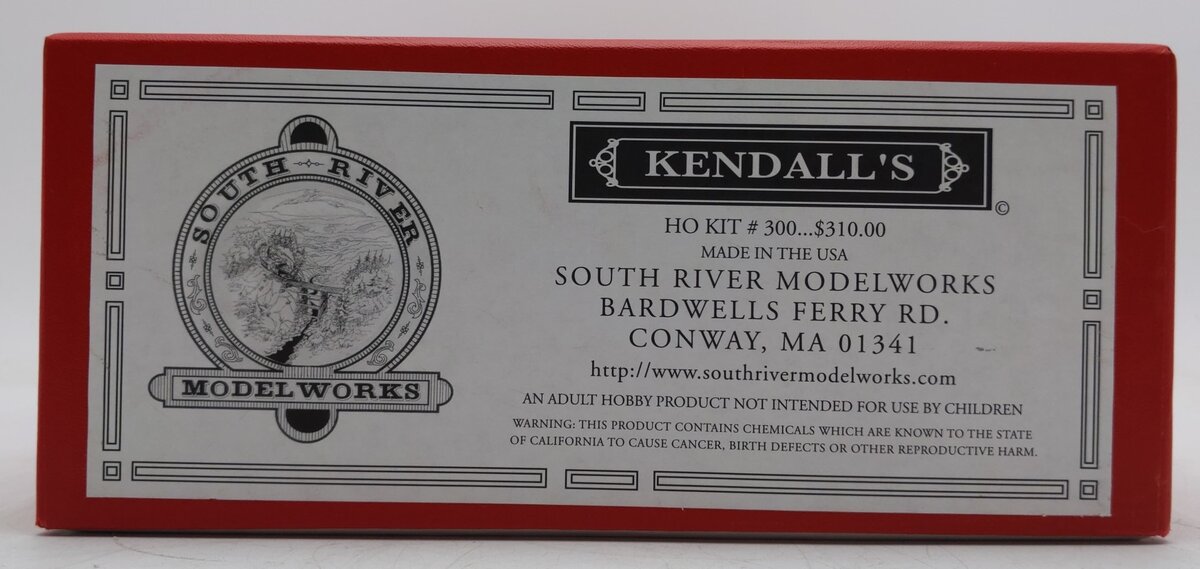 SOUTH RIVER
MODELWORKS
KENDALL'S
©
HO KIT # 300...$310.00
MADE IN THE USA
SOUTH RIVER MODELWORKS
BARDWELLS FERRY RD.
CONWAY, MA 01341
http://www.southrivermodelworks.com
AN ADULT HOBBY PRODUCT NOT INTENDED FOR USE BY CHILDREN
WARNING: THIS PRODUCT CONTAINS CHEMICALS WHICH ARE KNOWN TO THE STATE
OF CALIFORNIA TO CAUSE CANCER, BIRTH DEFECTS OR OTHER REPRODUCTIVE HARM.